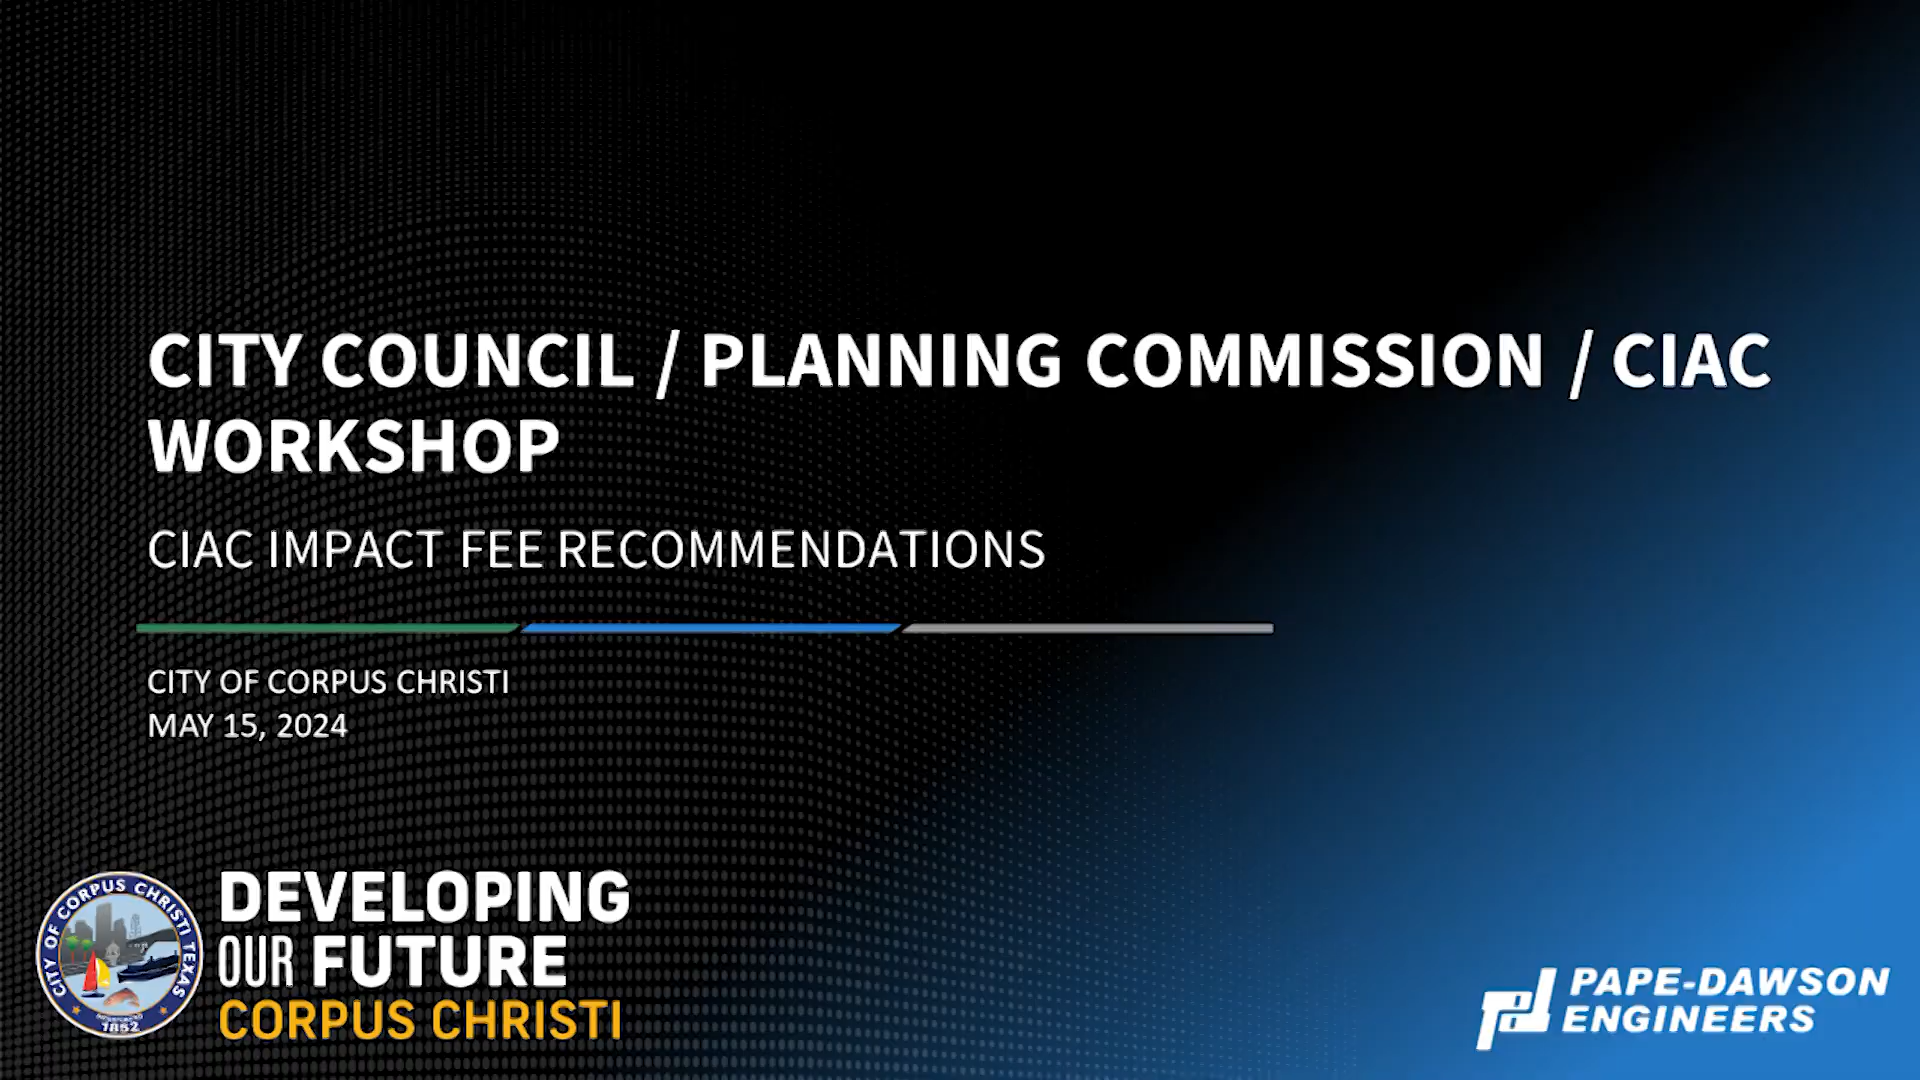 CITY COUNCIL / PLANNING COMMISSION / CIAC
WORKSHOP
CIAC IMPACT FEE RECOMMENDATIONS
CITY OF CORPUS CHRISTI
MAY 15, 2024
CITY OF CORPUS CHRISTI TEXAS
1852
DEVELOPING
OUR FUTURE
CORPUS CHRISTI
pd
PAPE-DAWSON
ENGINEERS